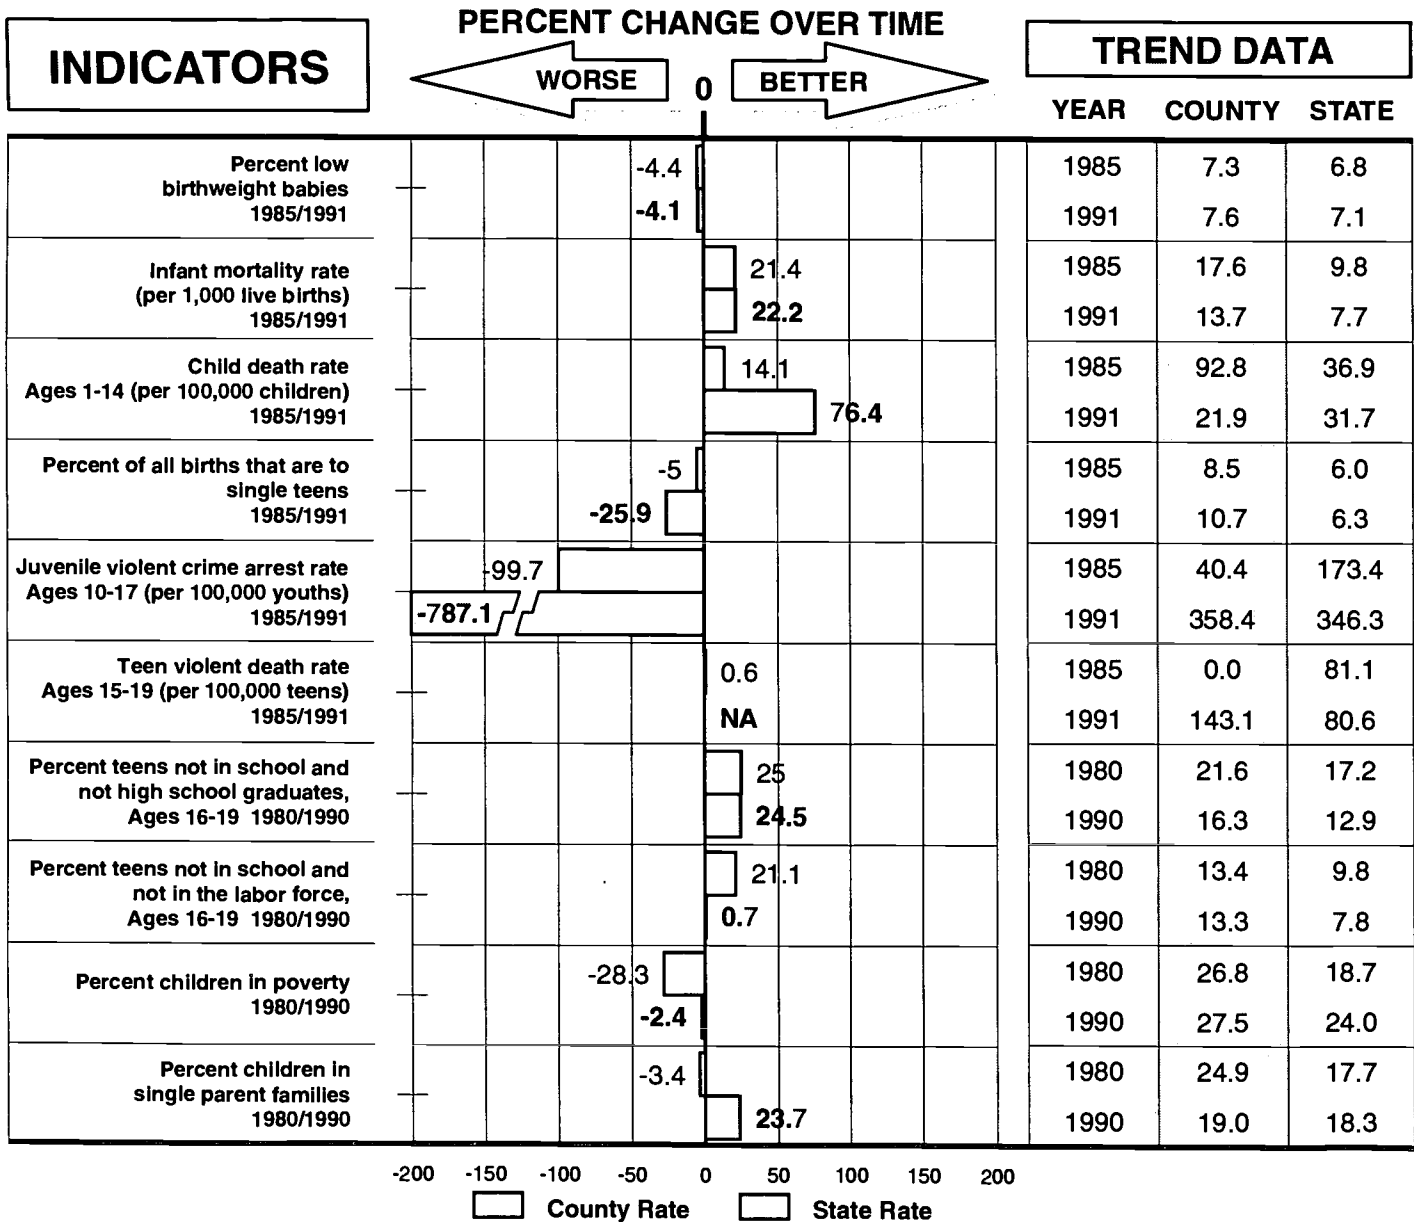 PERCENT CHANGE OVER TIME
INDICATORS
WORSE
0
BETTER
TREND DATA
YEAR COUNTY STATE
Percent low
birthweight babies
1985/1991
-4.4
-4.1
1985 7.3 6.8
1991 7.6 7.1
Infant mortality rate
(per 1,000 live births)
1985/1991
21.4
22.2
1985 17.6 9.8
1991 13.7 7.7
Child death rate
Ages 1-14 (per 100,000 children)
1985/1991
14.1
76.4
1985 92.8 36.9
1991 21.9 31.7
Percent of all births that are to
single teens
1985/1991
-5
-25.9
1985 8.5 6.0
1991 10.7 6.3
Juvenile violent crime arrest rate
Ages 10-17 (per 100,000 youths)
1985/1991
-99.7
-787.1
1985 40.4 173.4
1991 358.4 346.3
Teen violent death rate
Ages 15-19 (per 100,000 teens)
1985/1991
0.6
NA
1985 0.0 81.1
1991 143.1 80.6
Percent teens not in school and
not high school graduates,
Ages 16-19 1980/1990
25
24.5
1980 21.6 17.2
1990 16.3 12.9
Percent teens not in school and
not in the labor force,
Ages 16-19 1980/1990
21.1
0.7
1980 13.4 9.8
1990 13.3 7.8
Percent children in poverty
1980/1990
-28.3
-2.4
1980 26.8 18.7
1990 27.5 24.0
Percent children in
single parent families
1980/1990
-3.4
23.7
1980 24.9 17.7
1990 19.0 18.3
-200 -150 -100 -50 0 50 100 150 200
County Rate State Rate